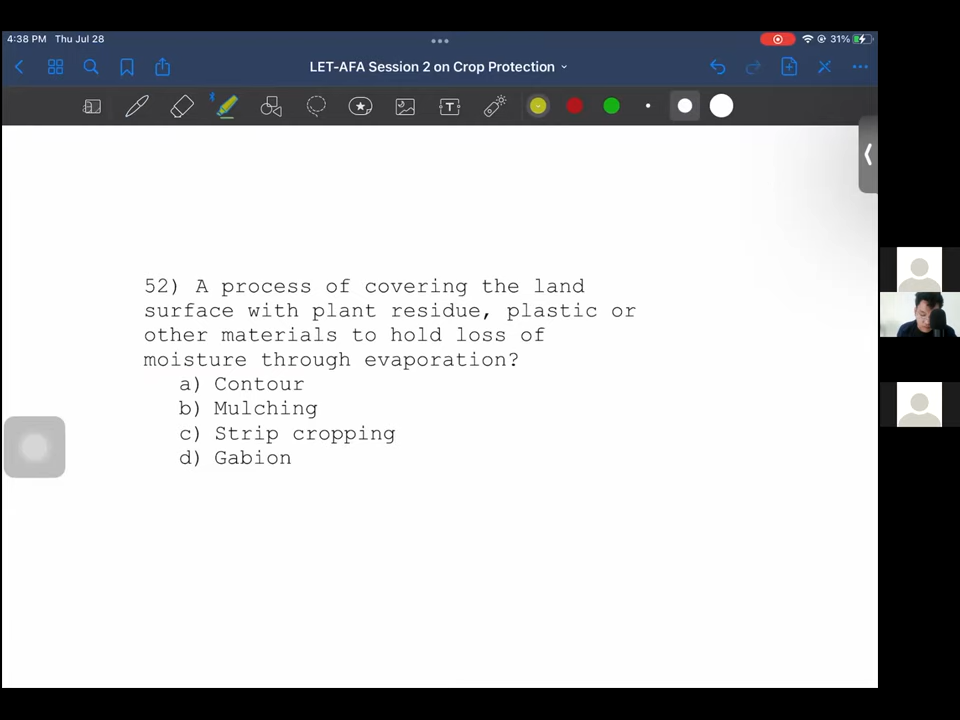 4:38 PM Thu Jul 28
31%
LET-AFA Session 2 on Crop Protection
52) A process of covering the land
surface with plant residue, plastic or
other materials to hold loss of
moisture through evaporation?
a) Contour
b) Mulching
c) Strip cropping
d) Gabion